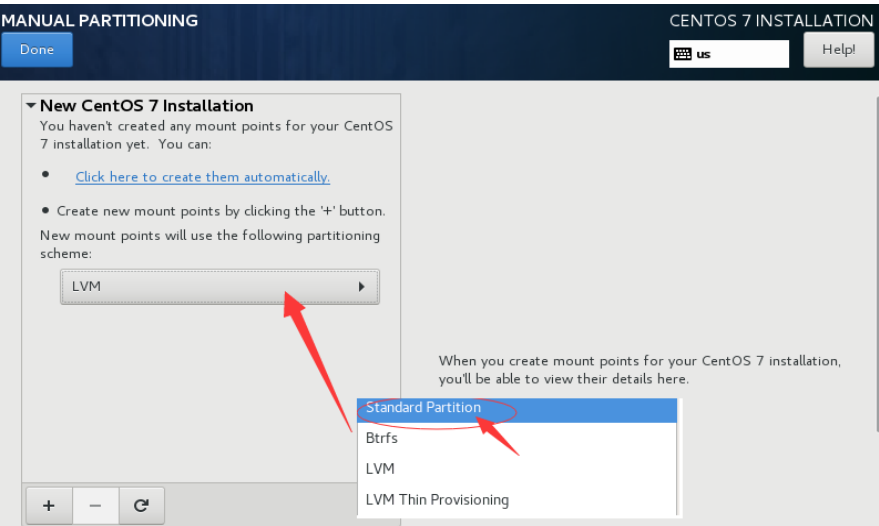 MANUAL PARTITIONING
CENTOS 7 INSTALLATION
Done
us
Help!
New CentOS 7 Installation
You haven't created any mount points for your CentOS
7 installation yet. You can:
Click here to create them automatically.
Create new mount points by clicking the '+' button.
New mount points will use the following partitioning
scheme:
LVM
When you create mount points for your CentOS 7 installation,
you'll be able to view their details here.
Standard Partition
Btrfs
LVM
LVM Thin Provisioning
+ −